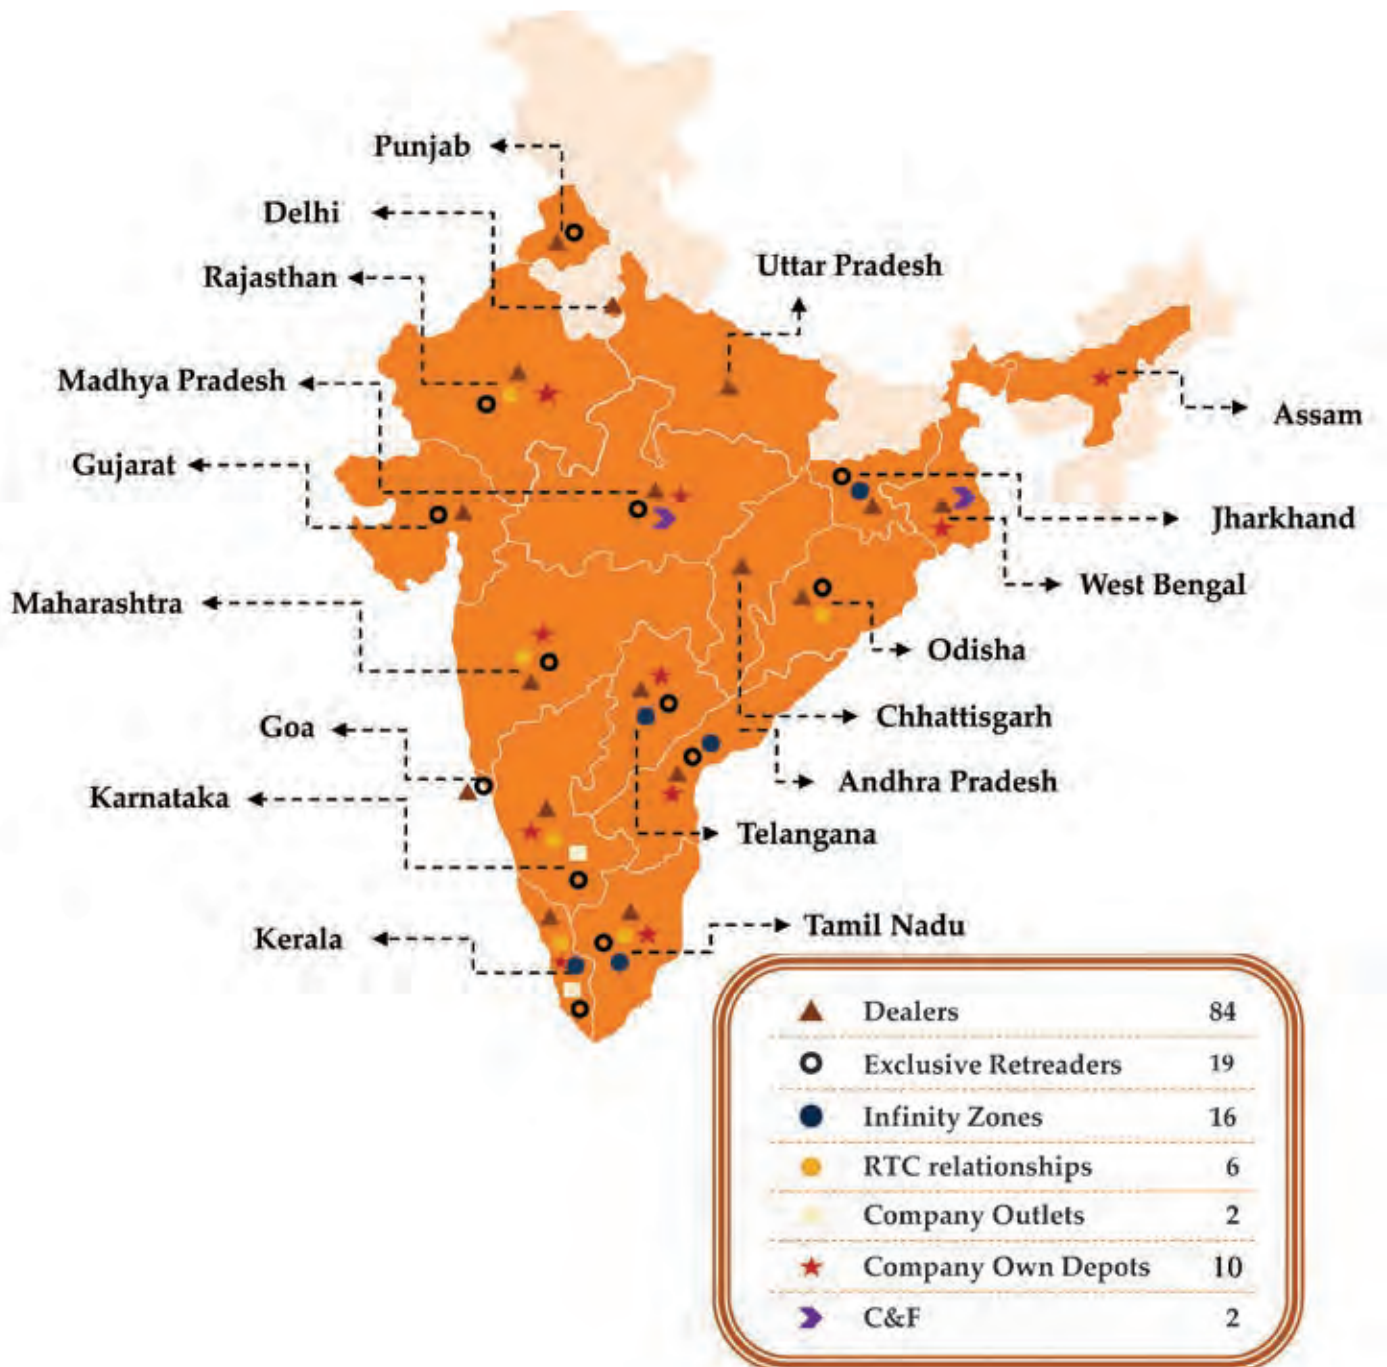 Punjab
Delhi
Rajasthan
Uttar Pradesh
Madhya Pradesh
Assam
Gujarat
Jharkhand
West Bengal
Maharashtra
Odisha
Chhattisgarh
Goa
Andhra Pradesh
Karnataka
Telangana
Tamil Nadu
Kerala
Dealers 84
Exclusive Retreaders 19
Infinity Zones 16
RTC relationships 6
Company Outlets 2
Company Own Depots 10
C&F 2